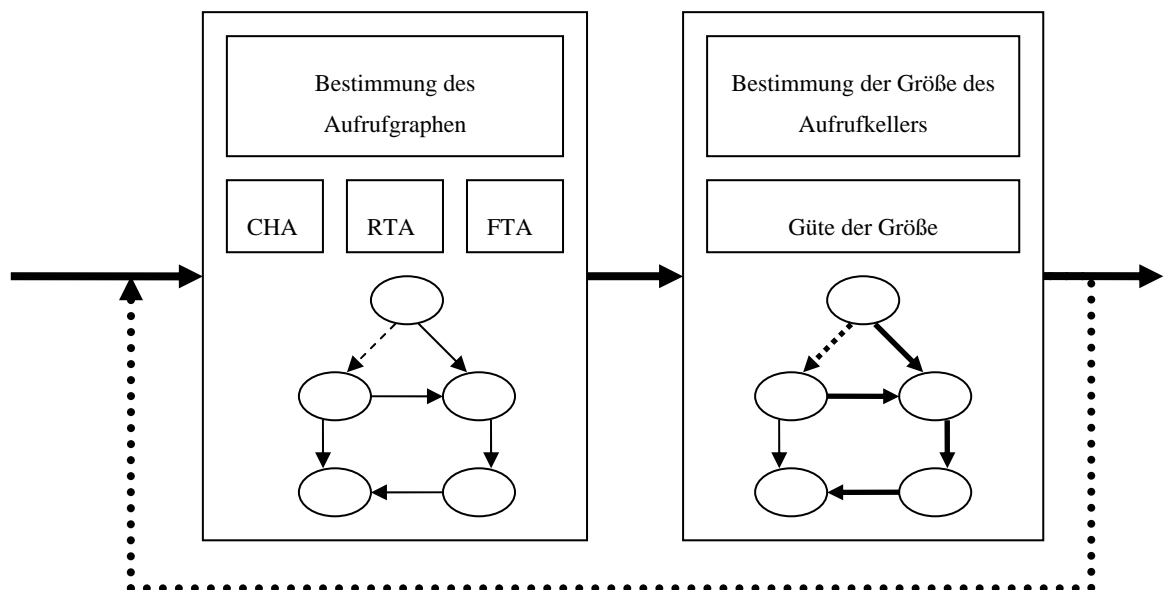 Bestimmung des
Aufrufgraphen
CHA
RTA
FTA
Bestimmung der Größe des
Aufrufkellers
Güte der Größe